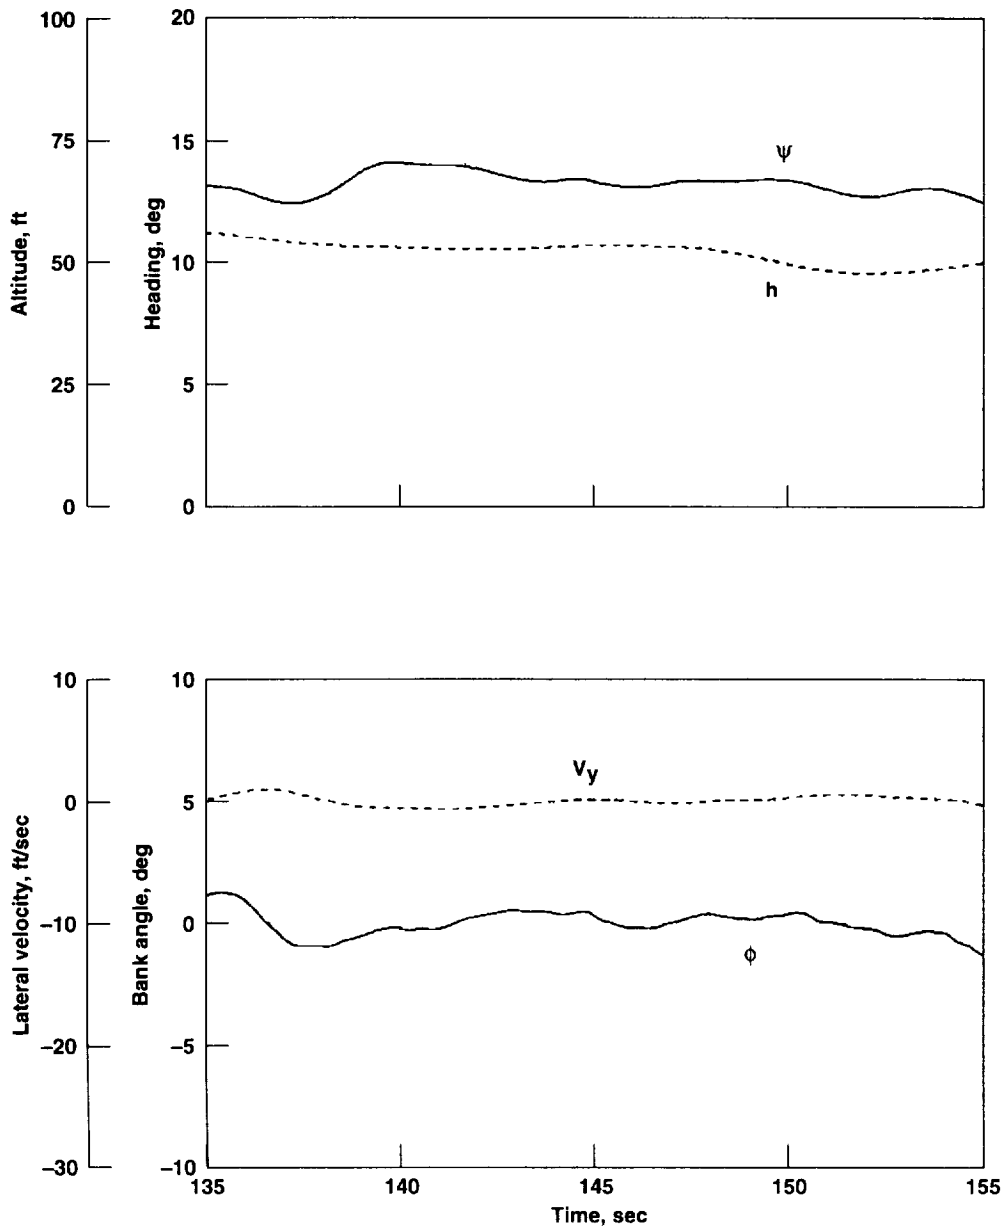 100
75
50
25
0
Altitude, ft
20
15
10
5
0
Heading, deg
ψ
h
10
0
–10
–20
–30
Lateral velocity, ft/sec
10
5
0
–5
–10
Bank angle, deg
Vy
ϕ
135 140 145 150 155
Time, sec